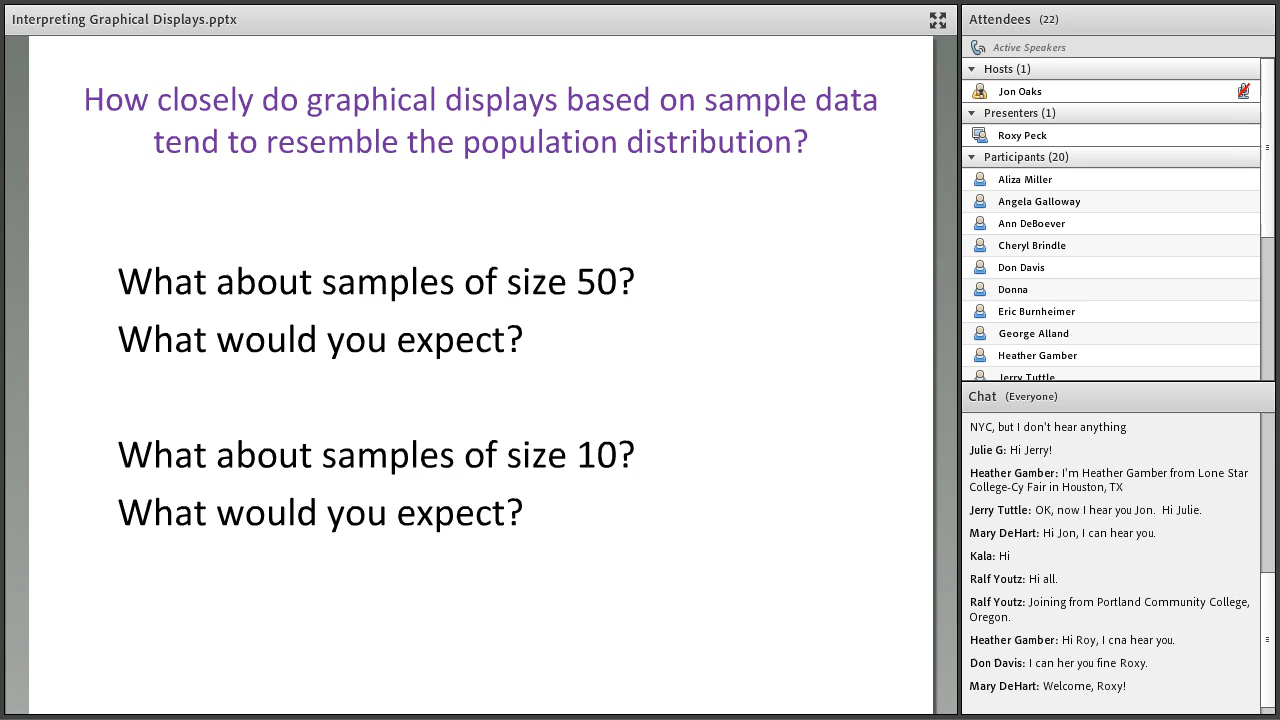 Interpreting Graphical Displays.pptx
How closely do graphical displays based on sample data
tend to resemble the population distribution?
What about samples of size 50?
What would you expect?
What about samples of size 10?
What would you expect?
Attendees (22)
Active Speakers
Hosts (1)
Jon Oaks
Presenters (1)
Roxy Peck
Participants (20)
Aliza Miller
Angela Galloway
Ann DeBoever
Cheryl Brindle
Don Davis
Donna
Eric Burnheimer
George Alland
Heather Gamber
Jerry Tuttle
Chat (Everyone)
NYC, but I don't hear anything
Julie G: Hi Jerry!
Heather Gamber: I'm Heather Gamber from Lone Star
College-Cy Fair in Houston, TX
Jerry Tuttle: OK, now I hear you Jon. Hi Julie.
Mary DeHart: Hi Jon, I can hear you.
Kala: Hi
Ralf Youtz: Hi all.
Ralf Youtz: Joining from Portland Community College,
Oregon.
Heather Gamber: Hi Roy, I cna hear you.
Don Davis: I can her you fine Roxy.
Mary DeHart: Welcome, Roxy!